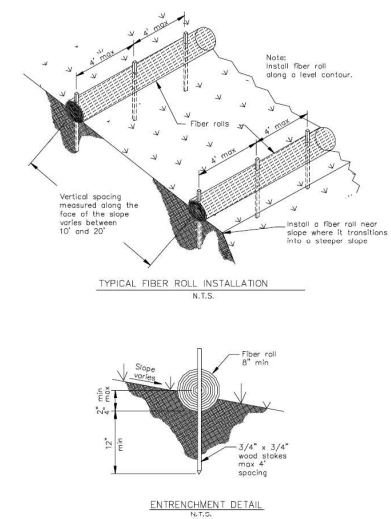 4' max
4' max
Note:
Install fiber roll
along a level contour.
Fiber rolls
4' max
4' max
Vertical spacing
measured along the
face of the slope
varies between
10' and 20'
Install a fiber roll near
slope where it transitions
into a steeper slope
TYPICAL FIBER ROLL INSTALLATION
N.T.S.
Fiber roll
8" min
Slope
varies
2" min
4" max
12"
min
3/4" x 3/4"
wood stakes
max 4'
spacing
ENTRENCHMENT DETAIL
N.T.S.